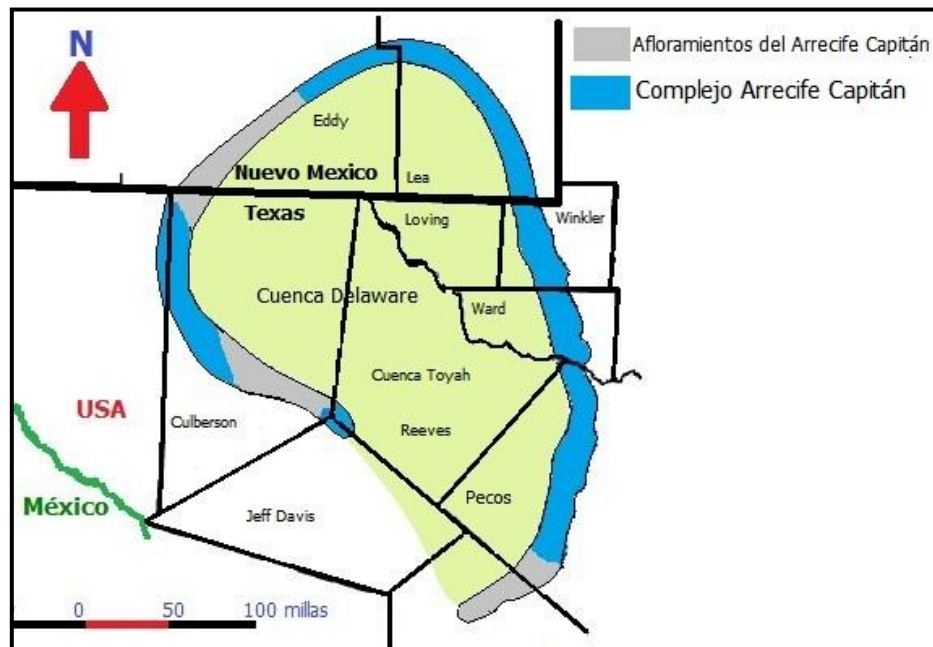 N
Afloramientos del Arrecife Capitán
Complejo Arrecife Capitán
Eddy
Nuevo Mexico
Lea
Texas
Loving
Winkler
Cuenca Delaware
Ward
Cuenca Toyah
USA
Culberson
Reeves
México
Pecos
Jeff Davis
0 50 100 millas